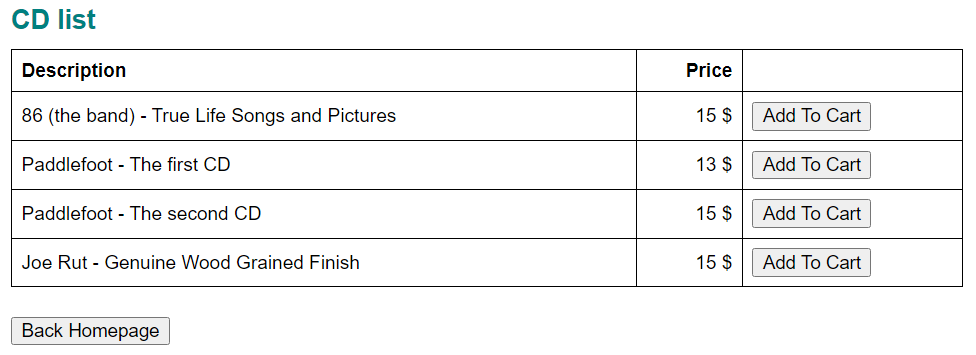 CD list
Description Price
86 (the band) - True Life Songs and Pictures 15 $ Add To Cart
Paddlefoot - The first CD 13 $ Add To Cart
Paddlefoot - The second CD 15 $ Add To Cart
Joe Rut - Genuine Wood Grained Finish 15 $ Add To Cart
Back Homepage